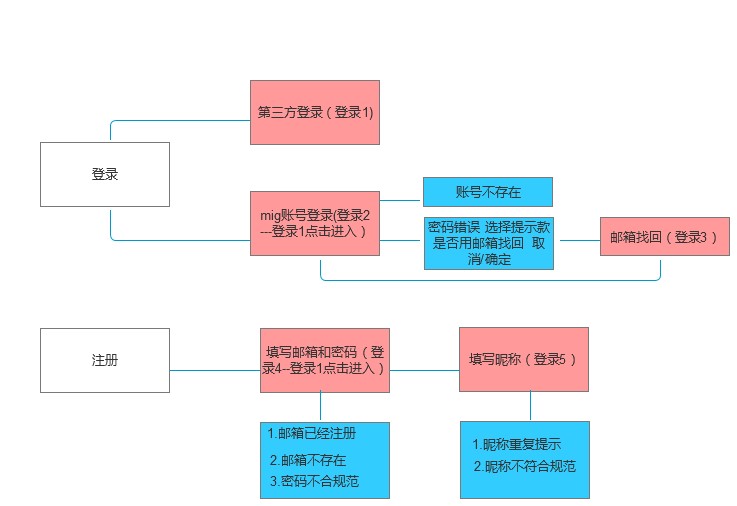 第三方登录（登录1)
登录
账号不存在
mig账号登录(登录2
---登录1点击进入）
密码错误 选择提示款
是否用邮箱找回  取
消/确定
邮箱找回（登录3）
注册
填写邮箱和密码（登
录4--登录1点击进入）
填写昵称（登录5）
1.邮箱已经注册
2.邮箱不存在
3.密码不合规范
1.昵称重复提示
2.昵称不符合规范